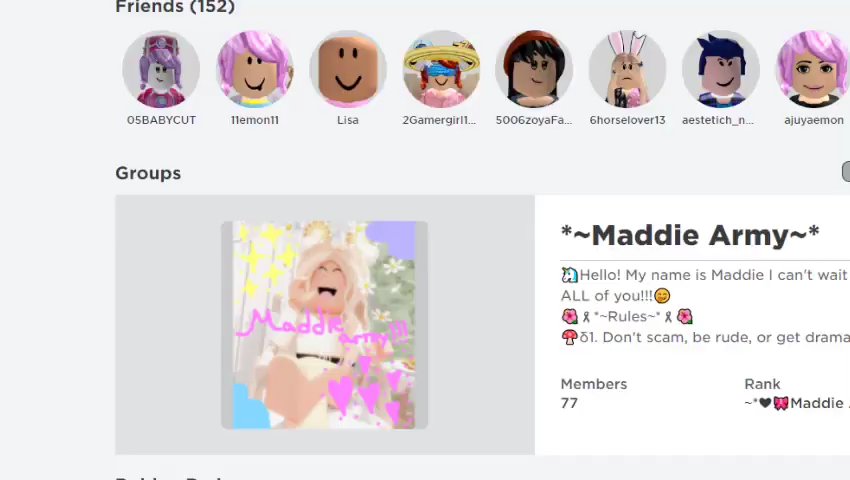 Friends (152)
05BABYCUT
11emon11
Lisa
2Gamergirl1...
5006zoyaFa...
6horselover13
aestetich_n...
ajuyaemon
Groups
Maddie
army!!!
*~Maddie Army~*
🦄Hello! My name is Maddie I can't wait
ALL of you!!!😊
🌺🎗*~Rules~*🎗🌺
🍄δ1. Don't scam, be rude, or get drama
Members
Rank
77
~*🖤🎀Maddie